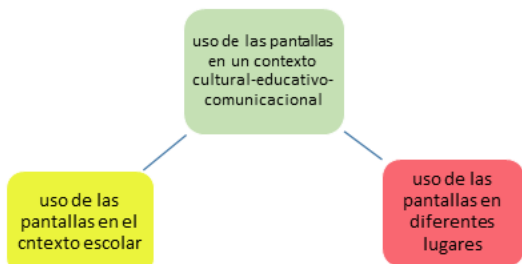 uso de las pantallas
en un contexto
cultural-educativo-
comunicacional
uso de las
pantallas en el
cntexto escolar
uso de las
pantallas en
diferentes
lugares